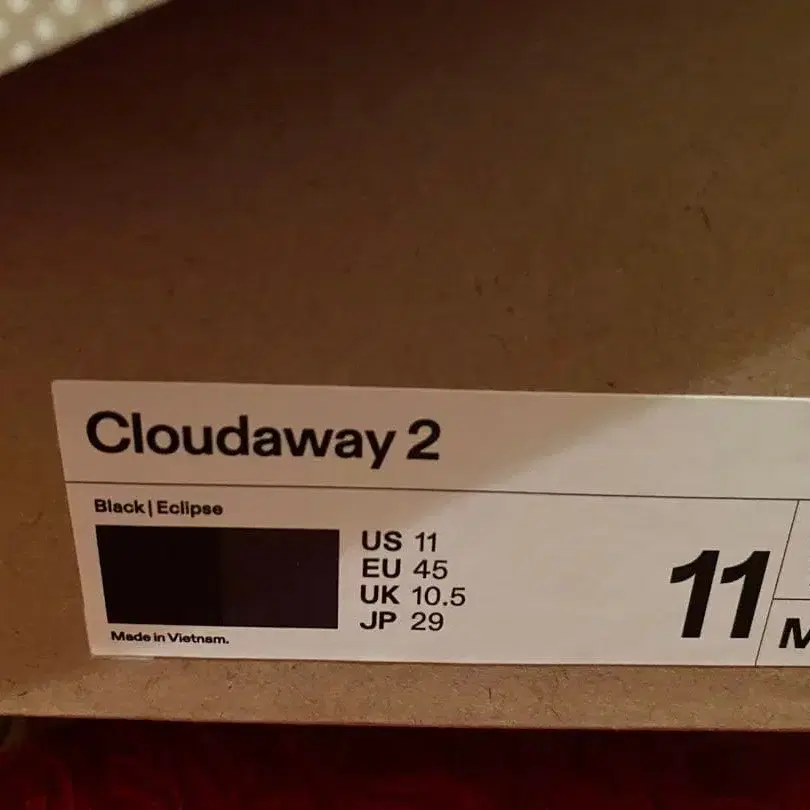 Cloudaway 2
Black | Eclipse
US 11
EU 45
UK 10.5
JP 29
Made in Vietnam.
11
M